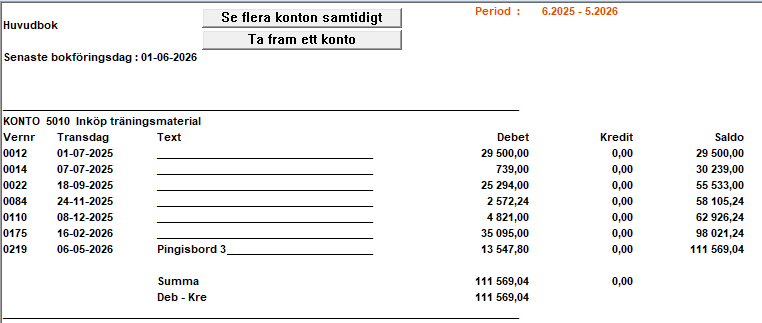 Se flera konton samtidigt Period : 6.2025 - 5.2026
Huvudbok
Ta fram ett konto
Senaste bokföringsdag : 01-06-2026
KONTO 5010 Inköp träningsmaterial
Vernr Transdag Text Debet Kredit Saldo
0012 01-07-2025 29 500,00 0,00 29 500,00
0014 07-07-2025 739,00 0,00 30 239,00
0022 18-09-2025 25 294,00 0,00 55 533,00
0084 24-11-2025 2 572,24 0,00 58 105,24
0110 08-12-2025 4 821,00 0,00 62 926,24
0175 16-02-2026 35 095,00 0,00 98 021,24
0219 06-05-2026 Pingisbord 3 13 547,80 0,00 111 569,04
Summa 111 569,04 0,00
Deb - Kre 111 569,04